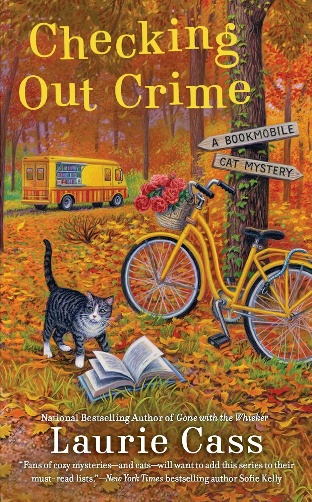 Checking
Out Crime
A BOOKMOBILE
CAT MYSTERY
National Bestselling Author of Gone with the Whisker
Laurie Cass
"Fans of cozy mysteries—and cats—will want to add this series to their
must-read lists."—New York Times bestselling author Sofie Kelly